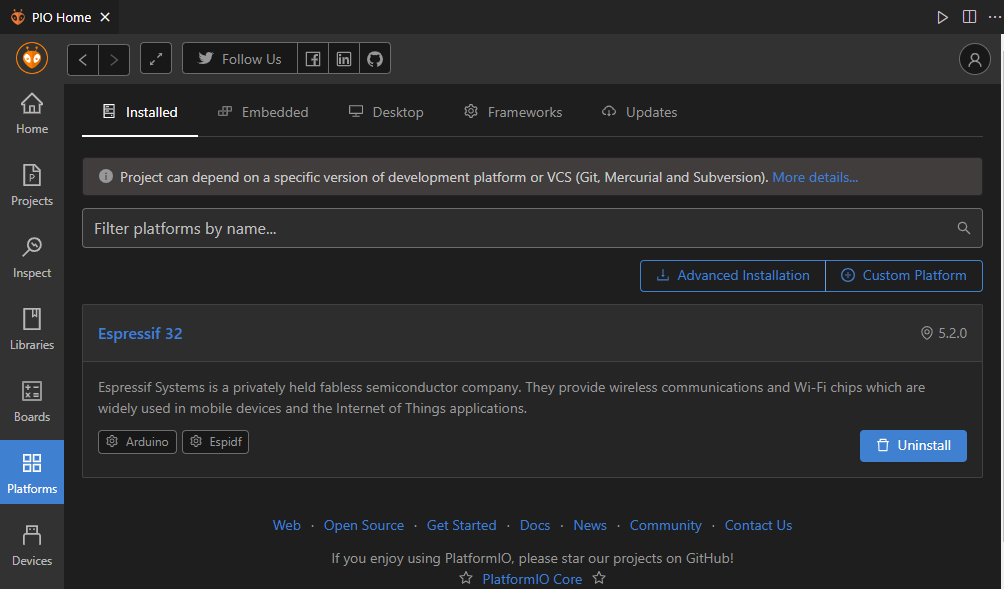 PIO Home
Follow Us
Home
Projects
Inspect
Libraries
Boards
Platforms
Devices
Installed
Embedded
Desktop
Frameworks
Updates
Project can depend on a specific version of development platform or VCS (Git, Mercurial and Subversion). More details...
Filter platforms by name...
Advanced Installation
Custom Platform
Espressif 32
5.2.0
Espressif Systems is a privately held fabless semiconductor company. They provide wireless communications and Wi-Fi chips which are
widely used in mobile devices and the Internet of Things applications.
Arduino
Espidf
Uninstall
Web · Open Source · Get Started · Docs · News · Community · Contact Us
If you enjoy using PlatformIO, please star our projects on GitHub!
PlatformIO Core